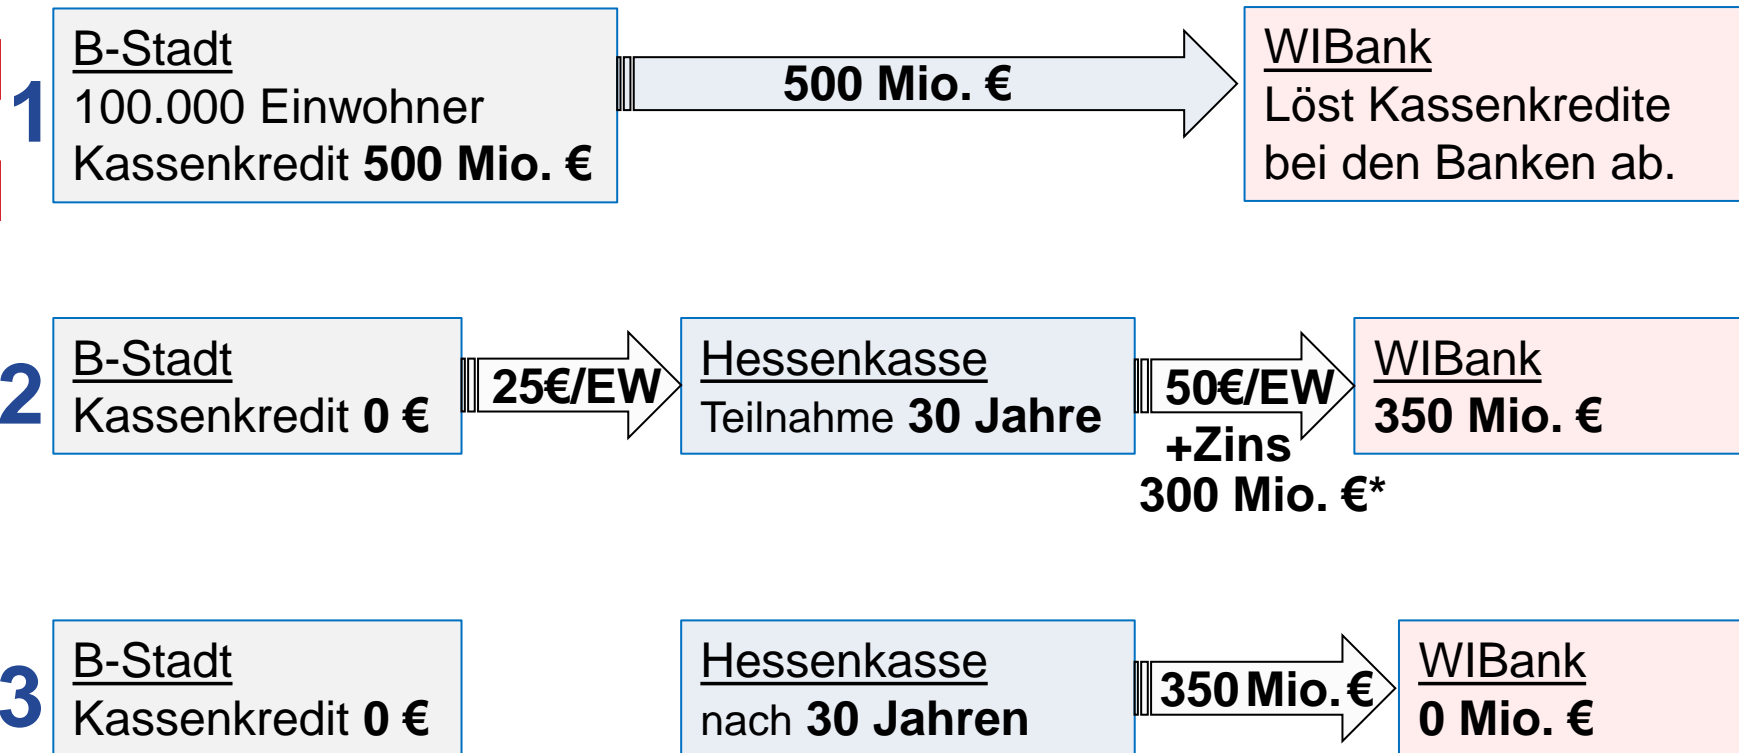 1
B-Stadt
100.000 Einwohner
Kassenkredit 500 Mio. €
500 Mio. €
WIBank
Löst Kassenkredite
bei den Banken ab.
2
B-Stadt
Kassenkredit 0 €
25€/EW
Hessenkasse
Teilnahme 30 Jahre
50€/EW
+Zins
300 Mio. €*
WIBank
350 Mio. €
3
B-Stadt
Kassenkredit 0 €
Hessenkasse
nach 30 Jahren
350 Mio. €
WIBank
0 Mio. €